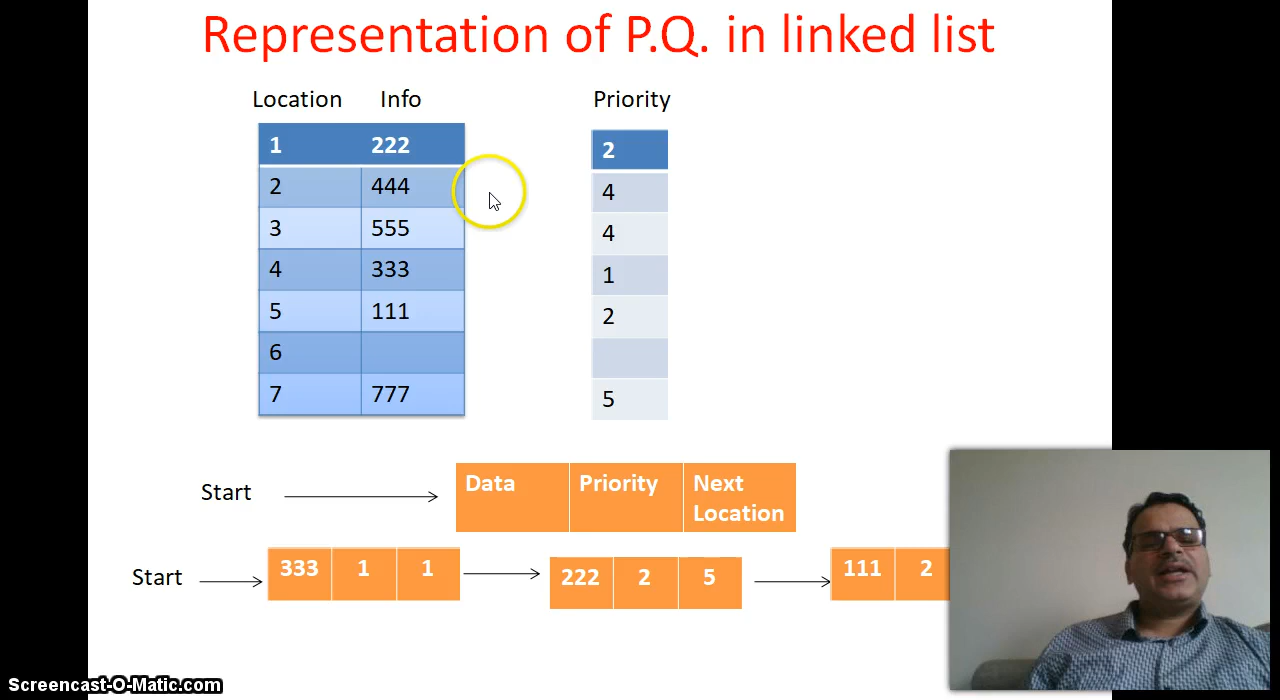 Representation of P.Q. in linked list
Location Info Priority
1 222 2
2 444 4
3 555 4
4 333 1
5 111 2
6
7 777 5
Start Data Priority Next Location
Start 333 1 1 222 2 5 111 2
Screencast-O-Matic.com